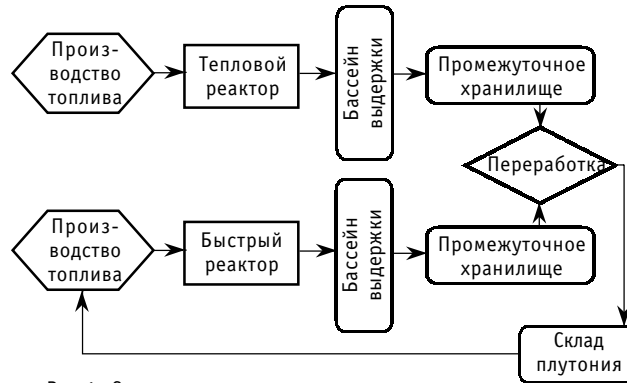 Произ-
водство
топлива
Тепловой
реактор
Бассейн
выдержки
Промежуточное
хранилище
Переработка
Произ-
водство
топлива
Быстрый
реактор
Бассейн
выдержки
Промежуточное
хранилище
Склад
плутония